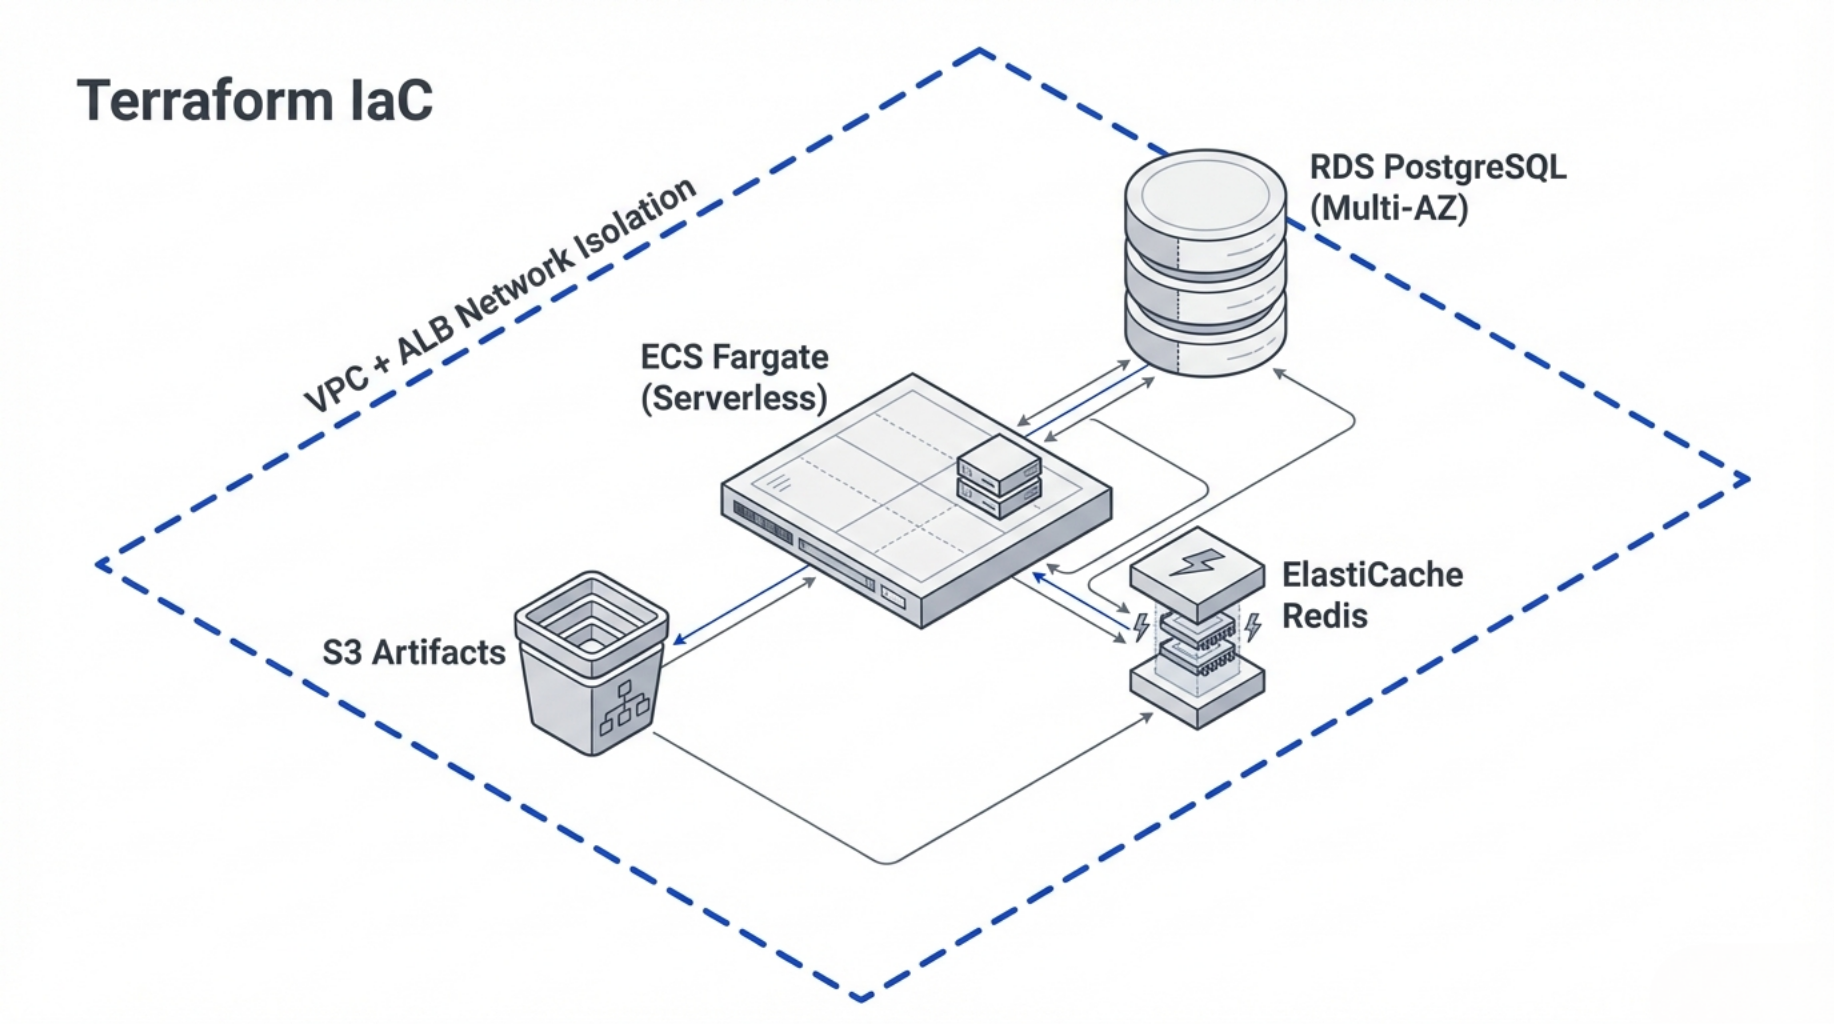 Terraform IaC
VPC + ALB Network Isolation
RDS PostgreSQL
(Multi-AZ)
ECS Fargate
(Serverless)
ElastiCache
Redis
S3 Artifacts